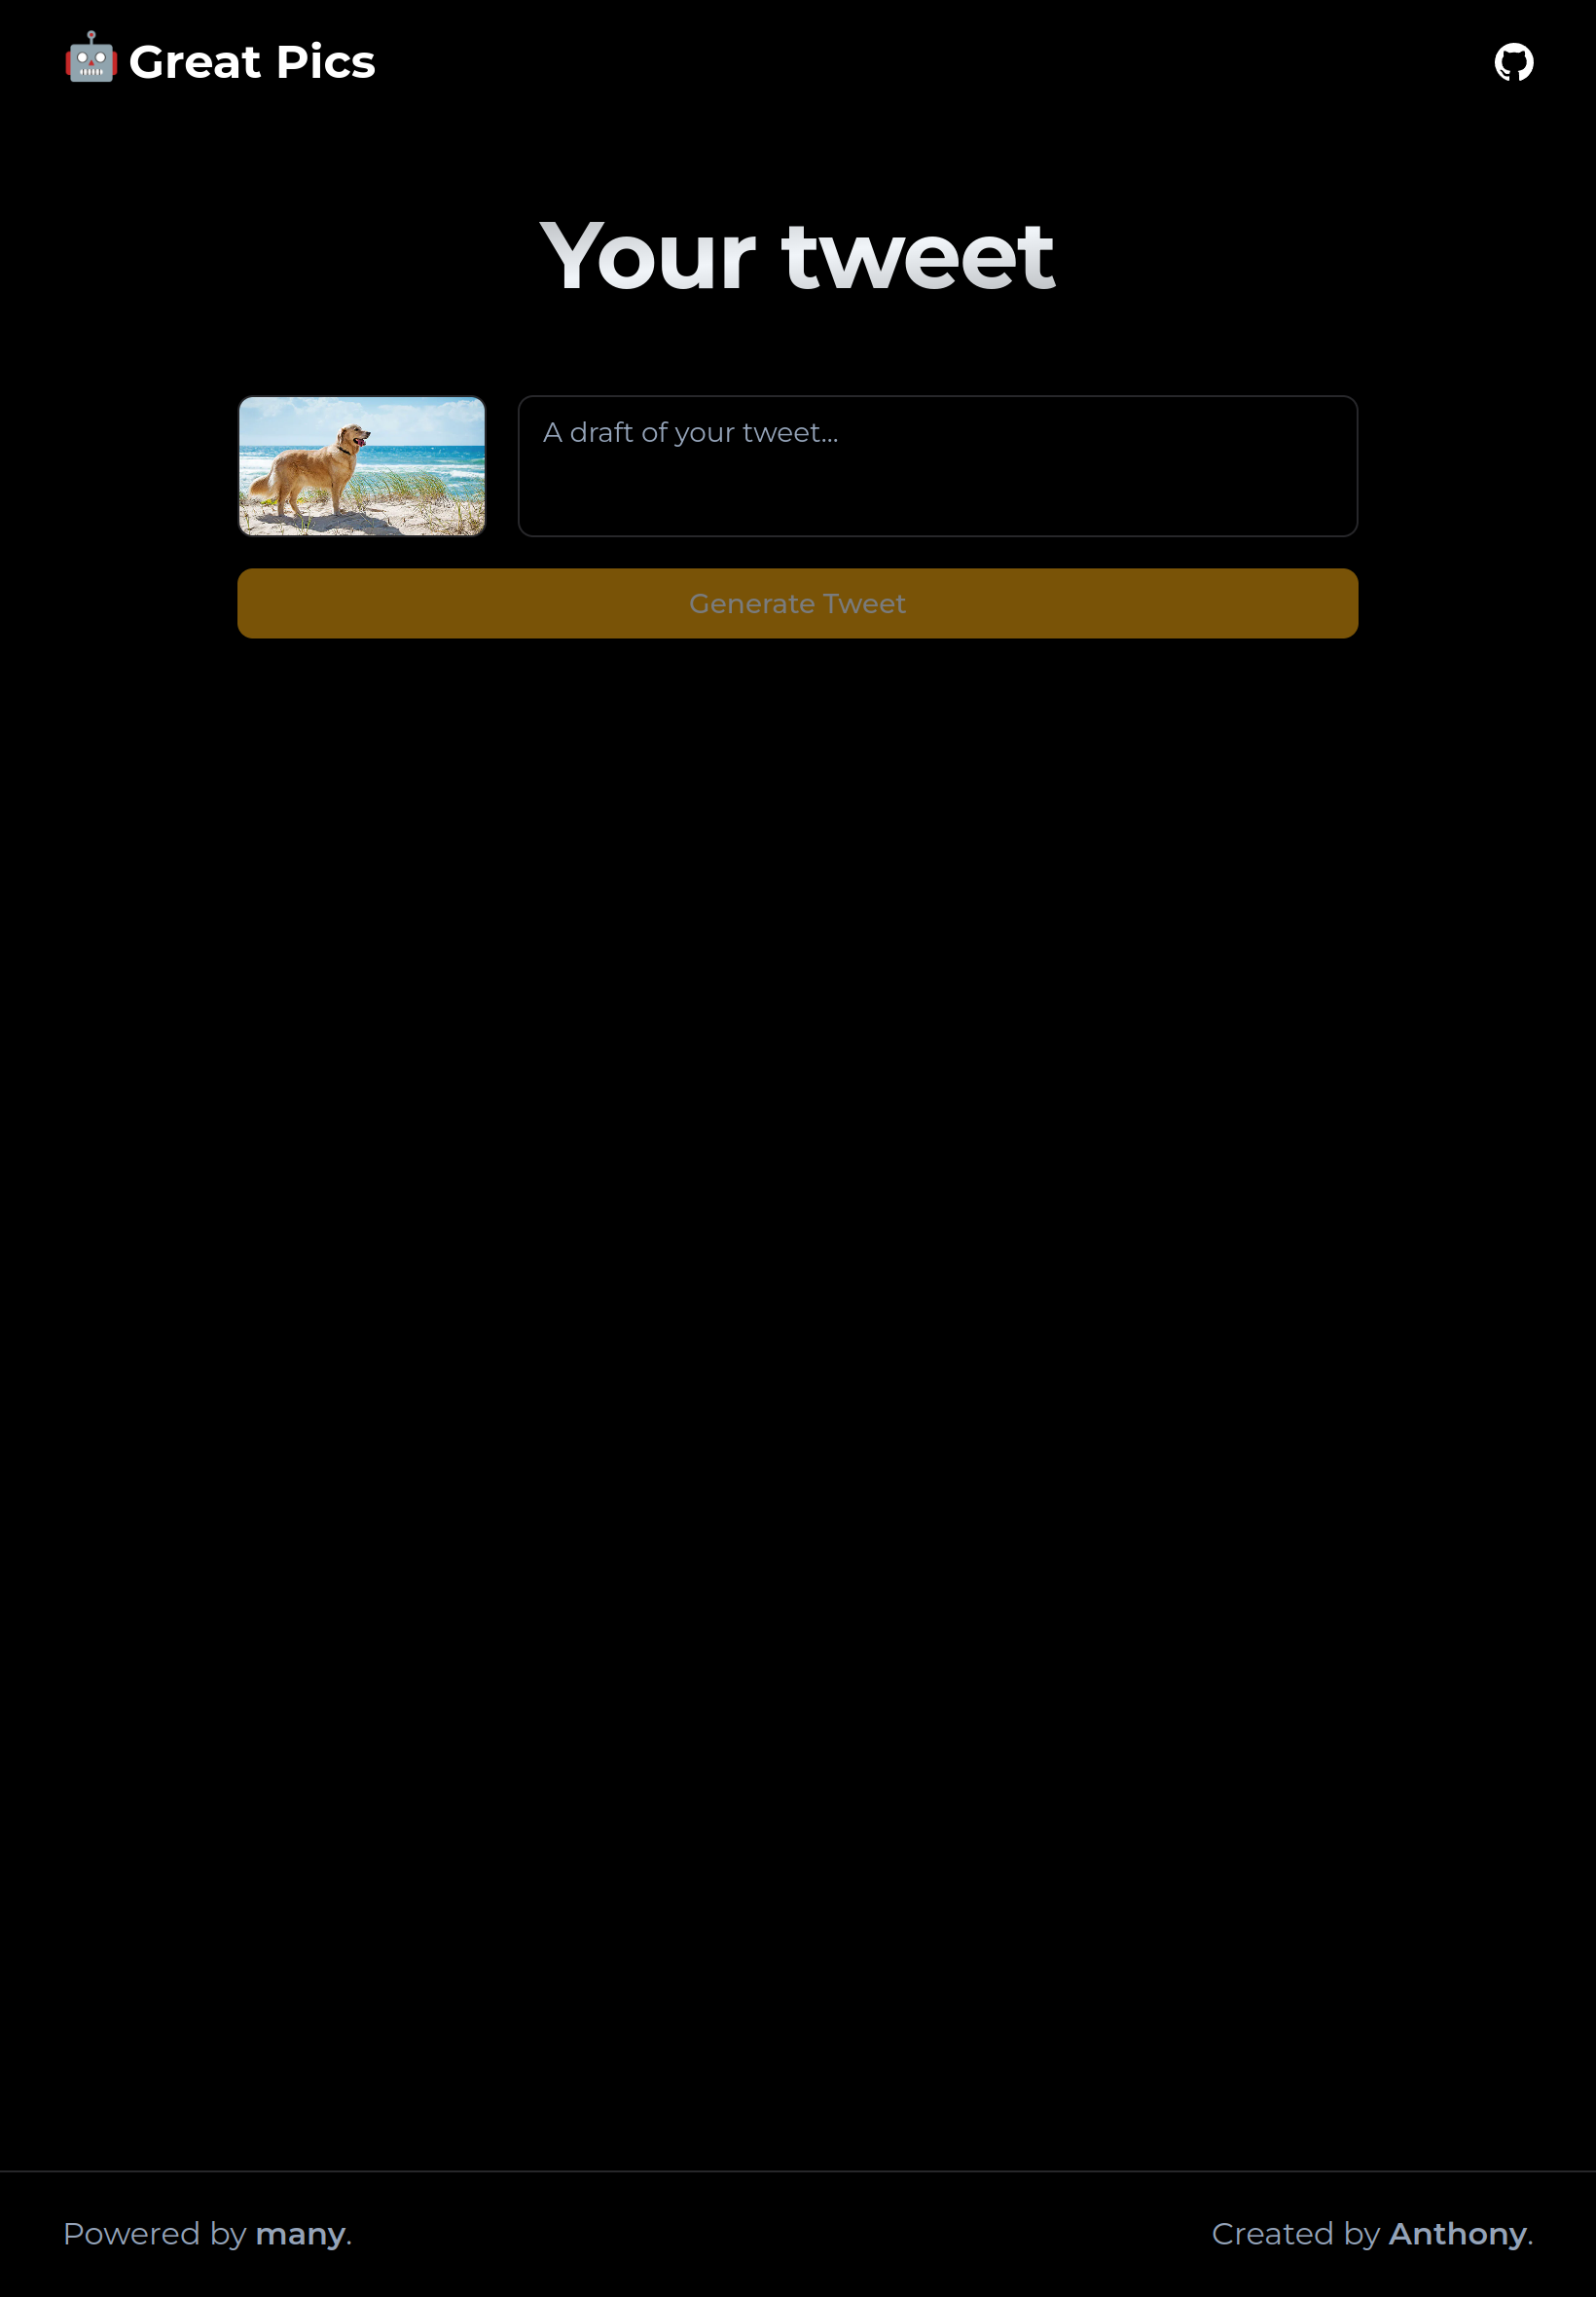 🤖 Great Pics
Your tweet
A draft of your tweet...
Generate Tweet
Powered by many.
Created by Anthony.